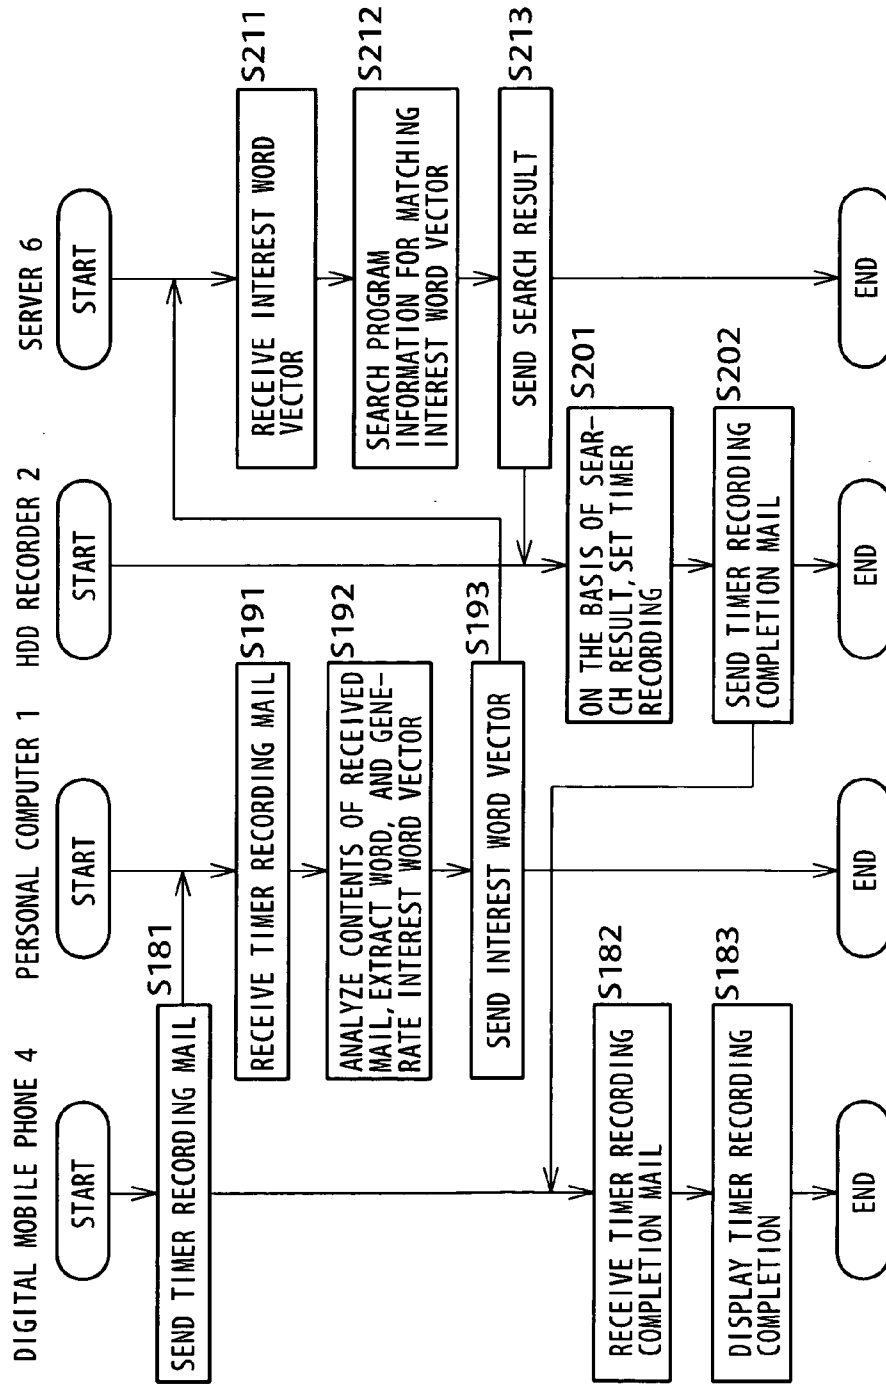 DIGITAL MOBILE PHONE 4
START
S181
SEND TIMER RECORDING MAIL
S182
RECEIVE TIMER RECORDING
COMPLETION MAIL
S183
DISPLAY TIMER RECORDING
COMPLETION
END
PERSONAL COMPUTER 1
START
S191
RECEIVE TIMER RECORDING MAIL
S192
ANALYZE CONTENTS OF RECEIVED
MAIL, EXTRACT WORD, AND GENE-
RATE INTEREST WORD VECTOR
S193
SEND INTEREST WORD VECTOR
END
HDD RECORDER 2
START
S201
ON THE BASIS OF SEAR-
CH RESULT, SET TIMER
RECORDING
S202
SEND TIMER RECORDING
COMPLETION MAIL
END
SERVER 6
START
S211
RECEIVE INTEREST WORD
VECTOR
S212
SEARCH PROGRAM
INFORMATION FOR MATCHING
INTEREST WORD VECTOR
S213
SEND SEARCH RESULT
END